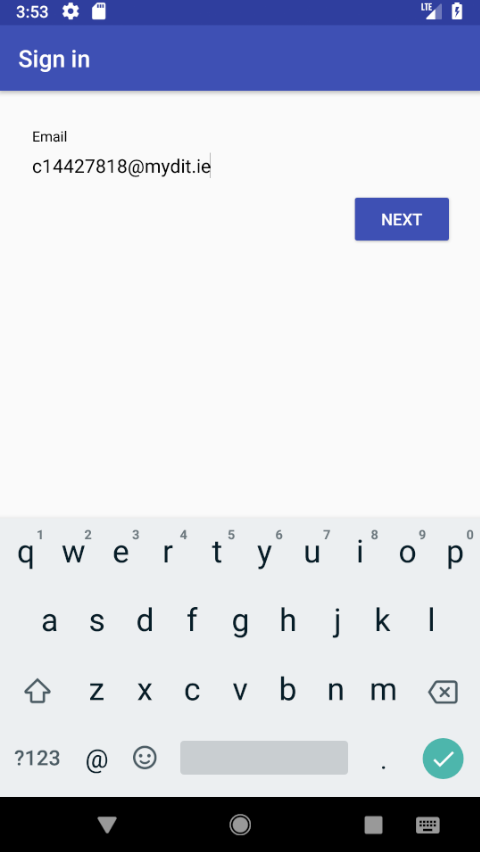 3:53 LTE
Sign in
Email
c14427818@mydit.ie
NEXT
1 2 3 4 5 6 7 8 9 0
q w e r t y u i o p
a s d f g h j k l
z x c v b n m
?123 @ .